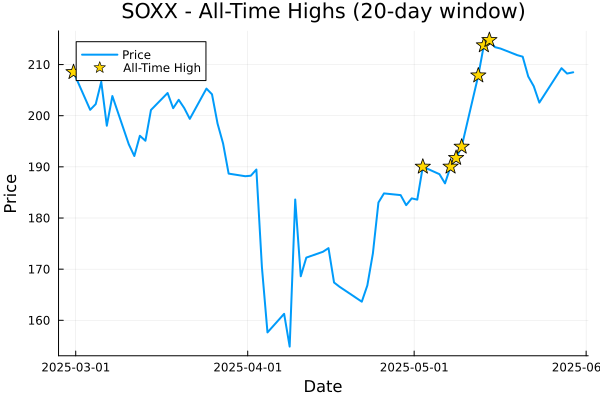 SOXX - All-Time Highs (20-day window)
Price
All-Time High
210
200
190
180
170
160
Price
2025-03-01
2025-04-01
2025-05-01
2025-06
Date